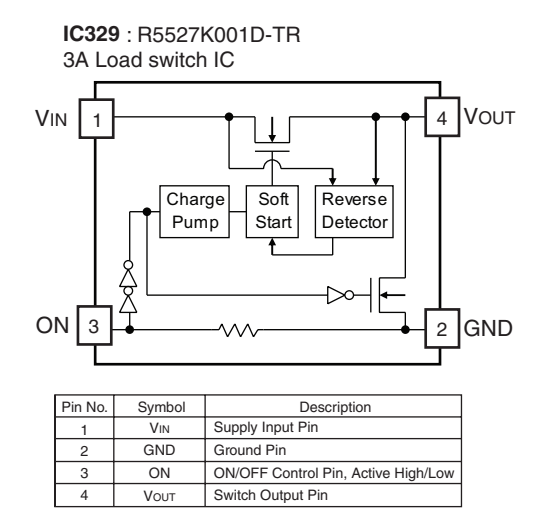 IC329 : R5527K001D-TR
3A Load switch IC
VIN 1 4 VOUT
Charge Pump
Soft Start
Reverse Detector
ON 3 2 GND
Pin No. Symbol Description
1 VIN Supply Input Pin
2 GND Ground Pin
3 ON ON/OFF Control Pin, Active High/Low
4 VOUT Switch Output Pin